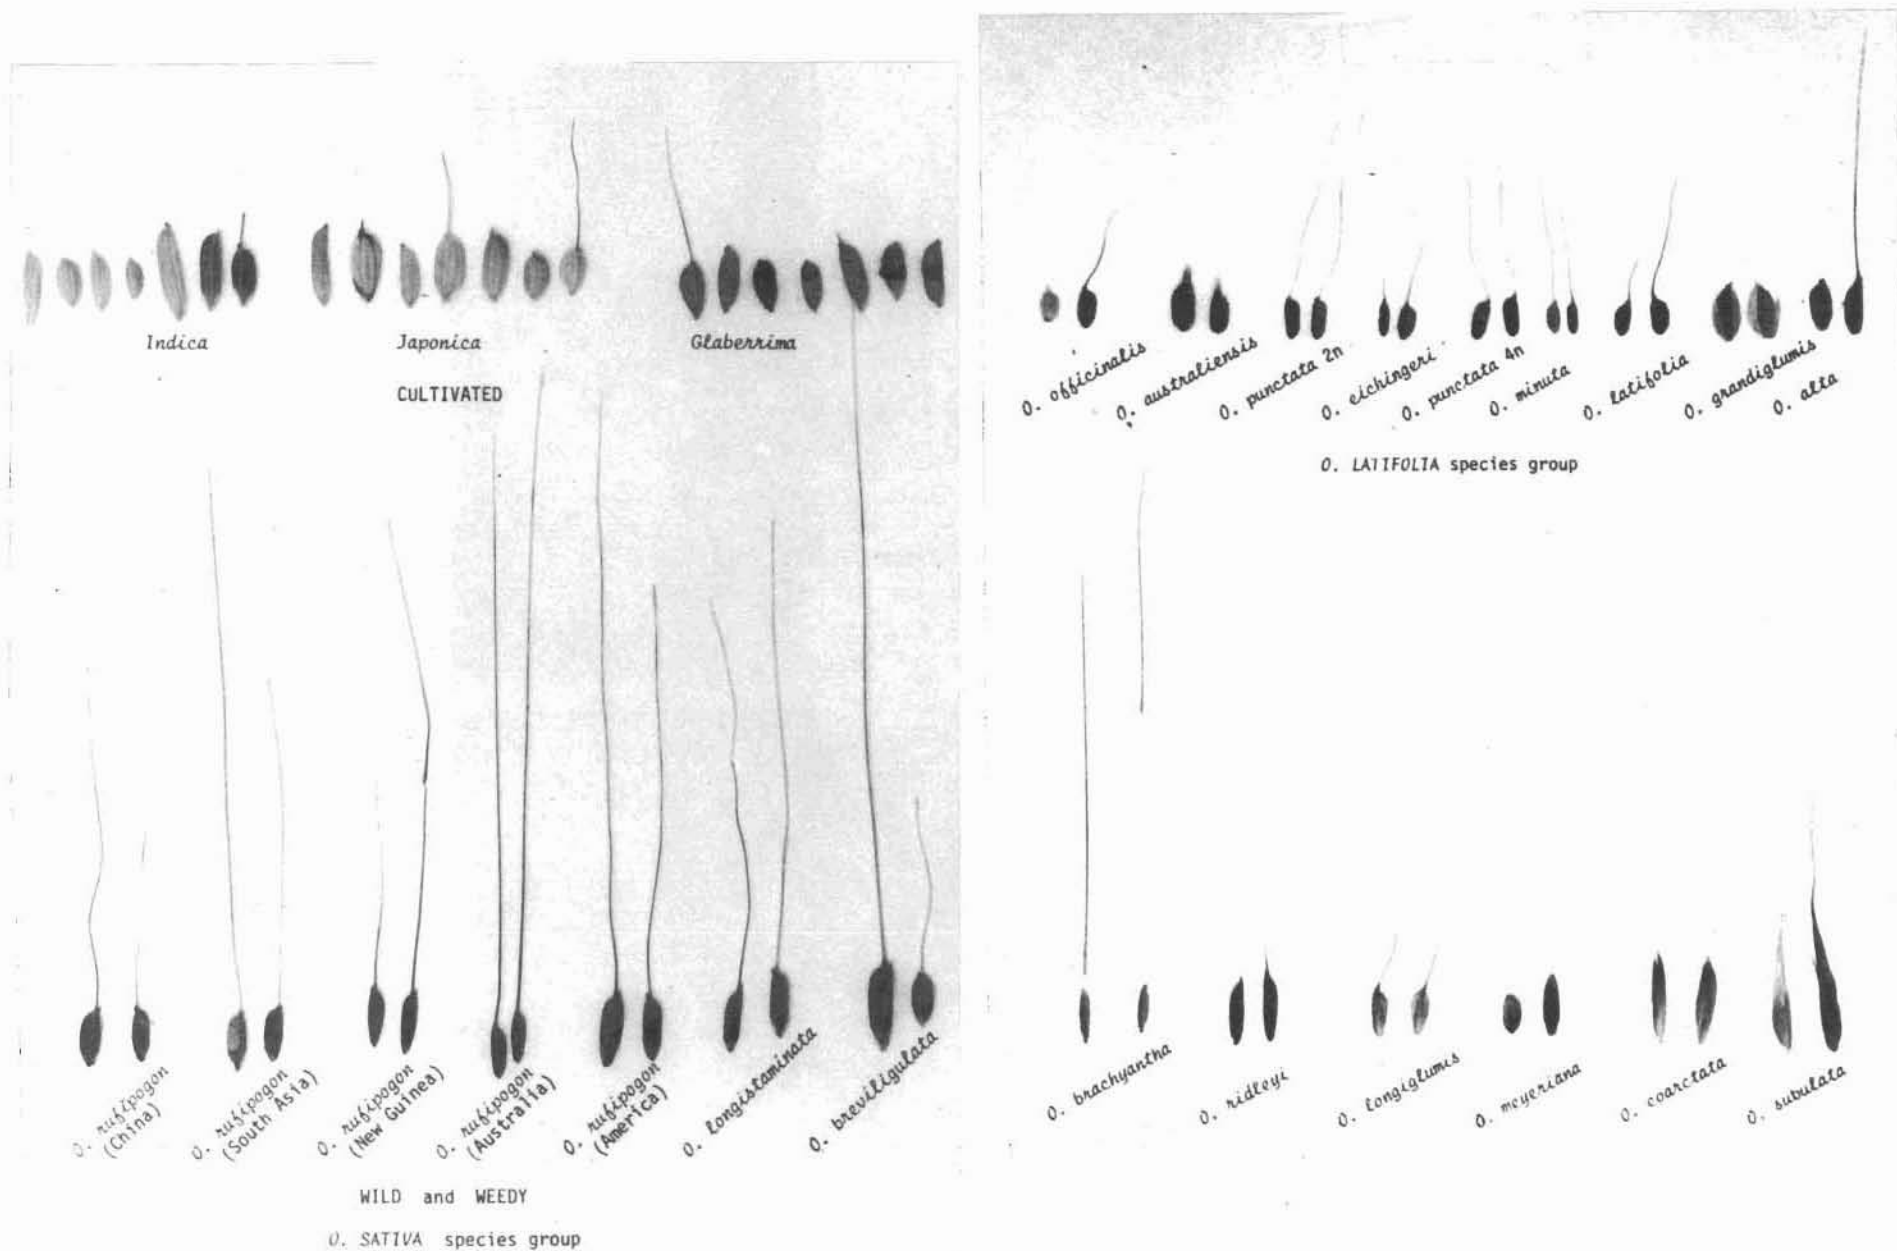 Indica
Japonica
Glaberrima
CULTIVATED
O. rufipogon
(China)
O. rufipogon
(South Asia)
O. rufipogon
(New Guinea)
O. rufipogon
(Australia)
O. rufipogon
(America)
O. longistaminata
O. breviligulata
WILD and WEEDY
O. SATIVA species group
O. officinalis
O. australiensis
O. punctata 2n
O. eichingeri
O. punctata 4n
O. minuta
O. latifolia
O. grandiglumis
O. alta
O. LATIFOLIA species group
O. brachyantha
O. ridleyi
O. longiglumis
O. meyeriana
O. coarctata
O. subulata